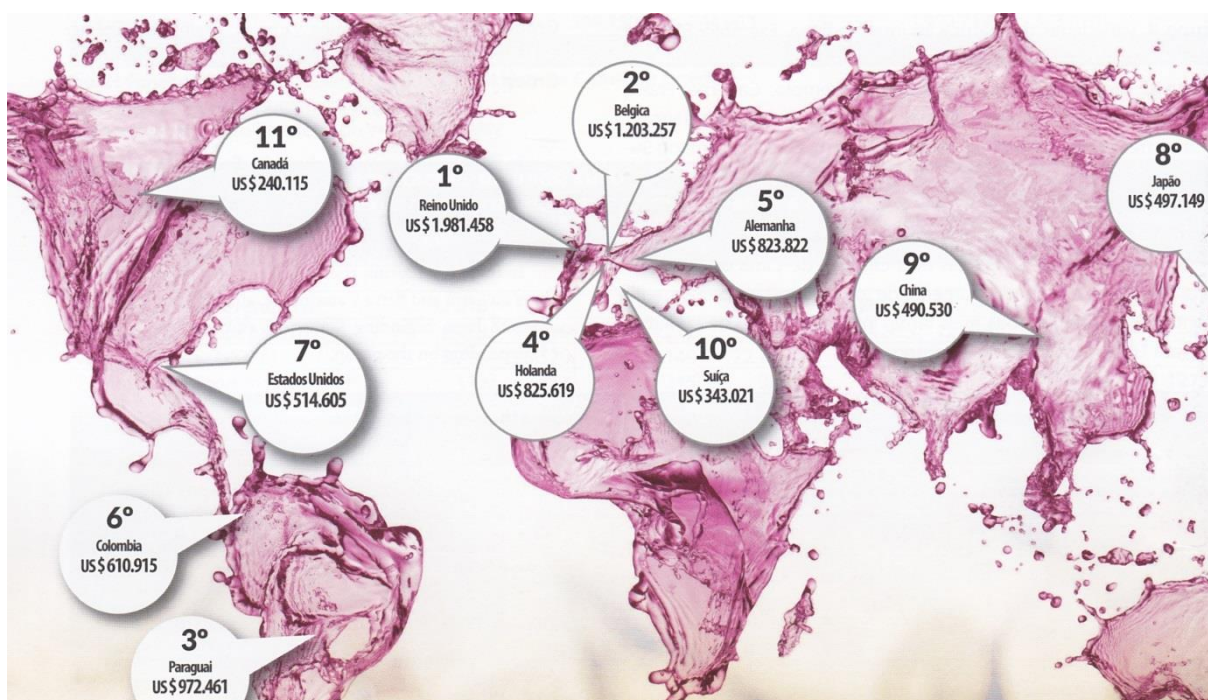 11º
Canadá
US $ 240.115
1º
Reino Unido
US $ 1.981.458
2º
Belgica
US $ 1.203.257
5º
Alemanha
US $ 823.822
8º
Japão
US $ 497.149
9º
China
US $ 490.530
7º
Estados Unidos
US $ 514.605
4º
Holanda
US $ 825.619
10º
Suíça
US $ 343.021
6º
Colombia
US $ 610.915
3º
Paraguai
US $ 972.461